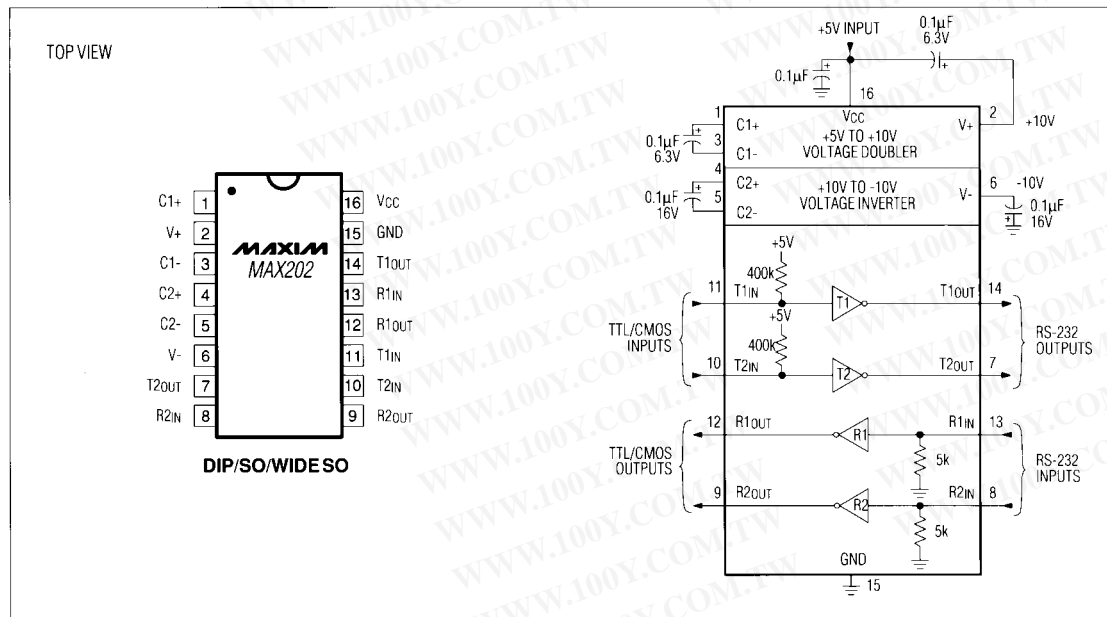 TOP VIEW
C1+ 1
V+ 2
C1- 3
C2+ 4
C2- 5
V- 6
T2OUT 7
R2IN 8
MAXIM
MAX202
16 VCC
15 GND
14 T1OUT
13 R1IN
12 R1OUT
11 T1IN
10 T2IN
9 R2OUT
DIP/SO/WIDE SO
+5V INPUT
0.1µF
6.3V
0.1µF
16
VCC
1
C1+
0.1µF
6.3V
3
C1-
+5V TO +10V
VOLTAGE DOUBLER
V+
2
+10V
4
C2+
0.1µF
16V
5
C2-
+10V TO -10V
VOLTAGE INVERTER
V-
6
-10V
0.1µF
16V
+5V
400k
11
T1IN
T1
T1OUT
14
+5V
400k
TTL/CMOS
INPUTS
RS-232
OUTPUTS
10
T2IN
T2
T2OUT
7
12
R1OUT
R1
R1IN
13
5k
TTL/CMOS
OUTPUTS
RS-232
INPUTS
9
R2OUT
R2
R2IN
8
5k
GND
15
WWW.100Y.COM.TW